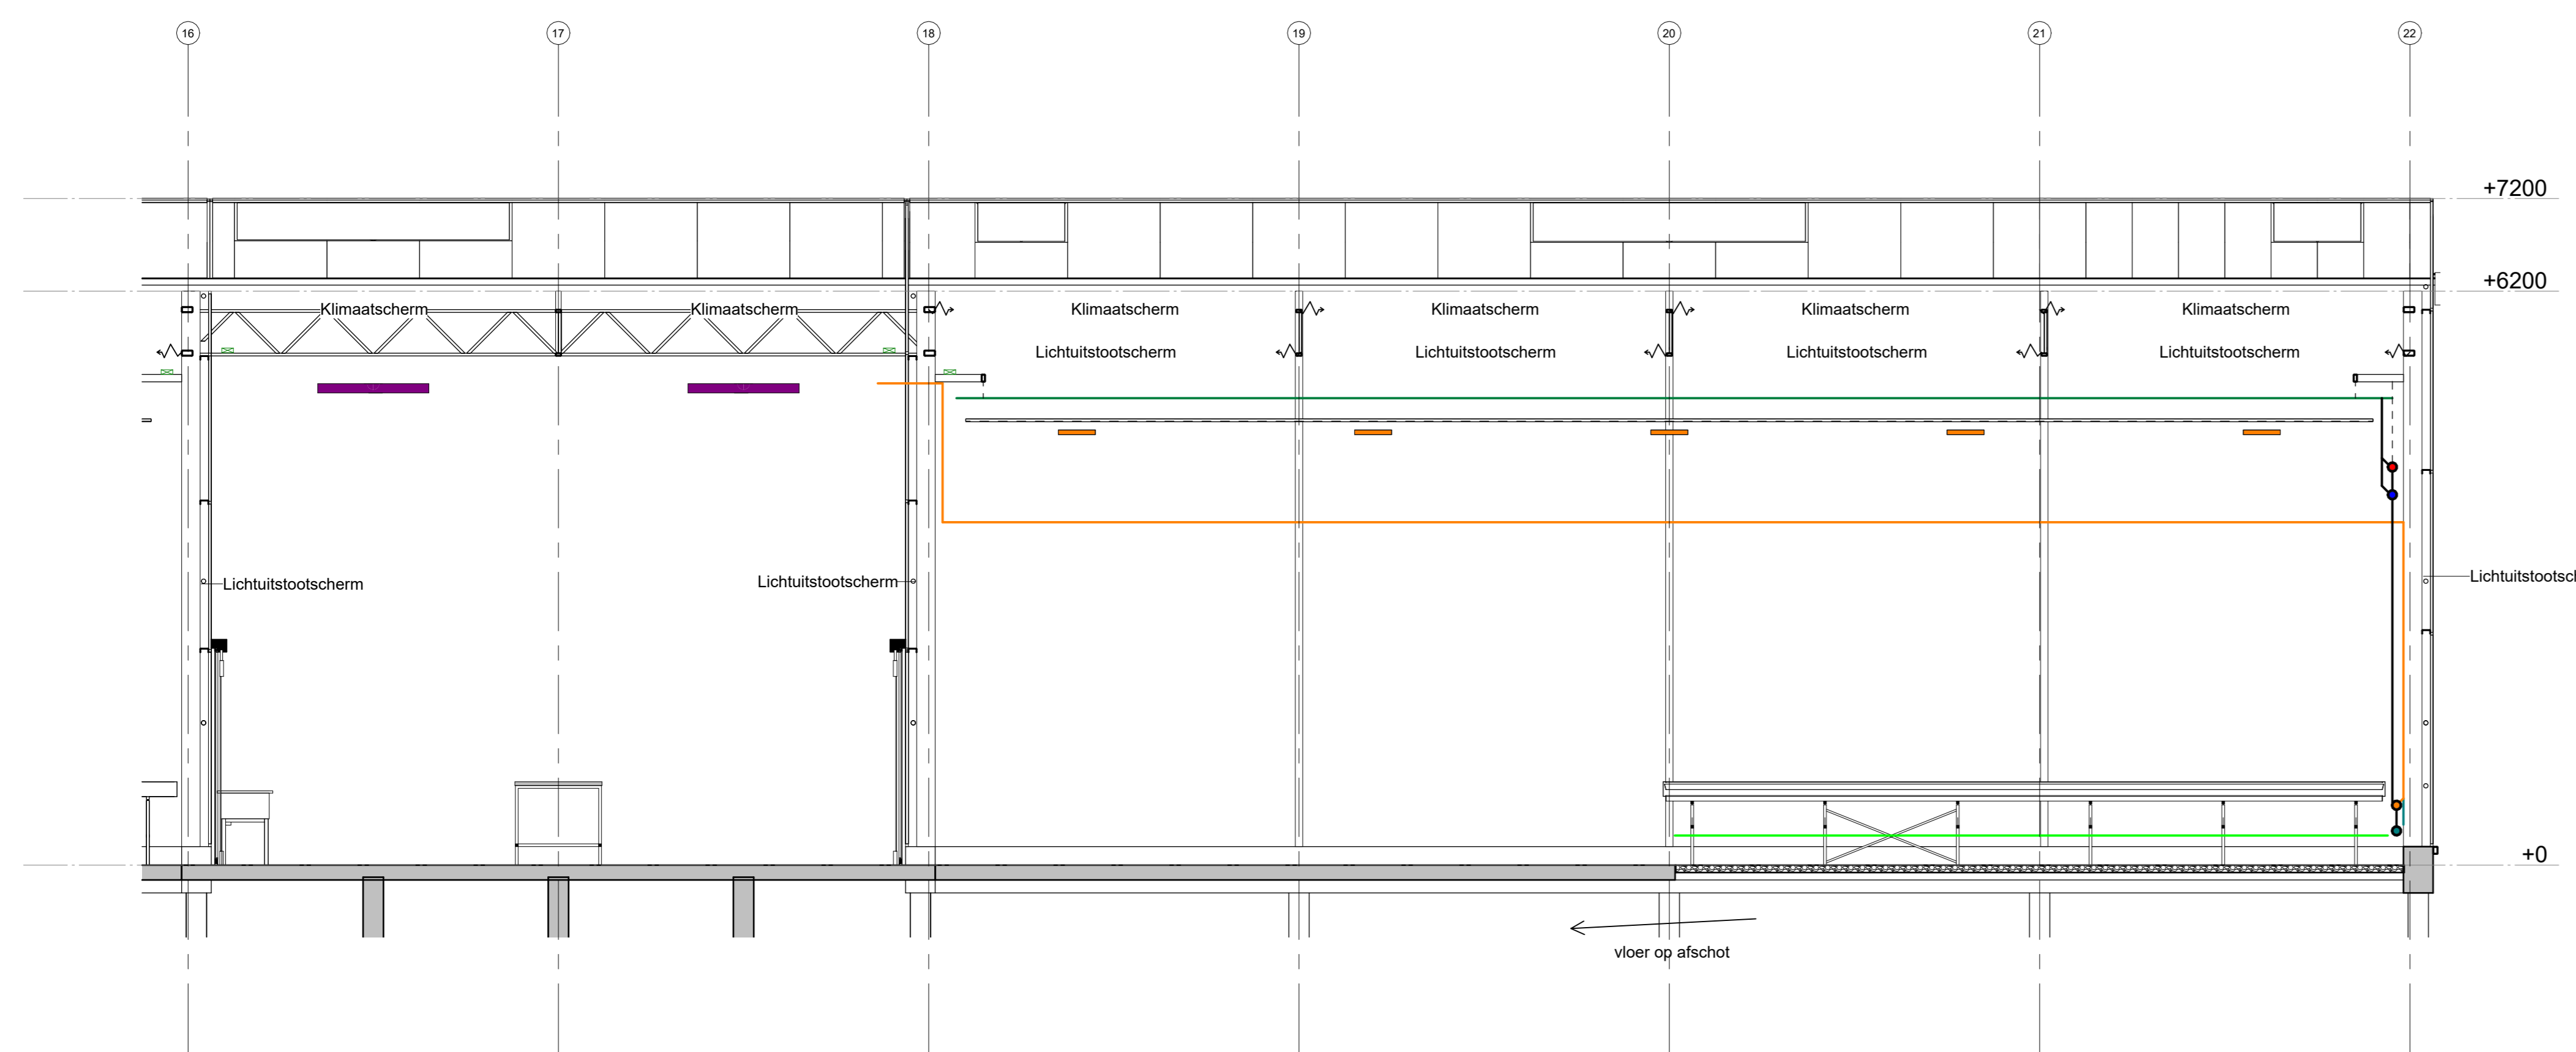 16 17 18 19 20 21 22
+7200
+6200
Klimaatscherm Klimaatscherm Klimaatscherm Klimaatscherm Klimaatscherm Klimaatscherm
Lichtuitstootscherm Lichtuitstootscherm Lichtuitstootscherm Lichtuitstootscherm
Lichtuitstootscherm Lichtuitstootscherm Lichtuitstootsc
+0
vloer op afschot